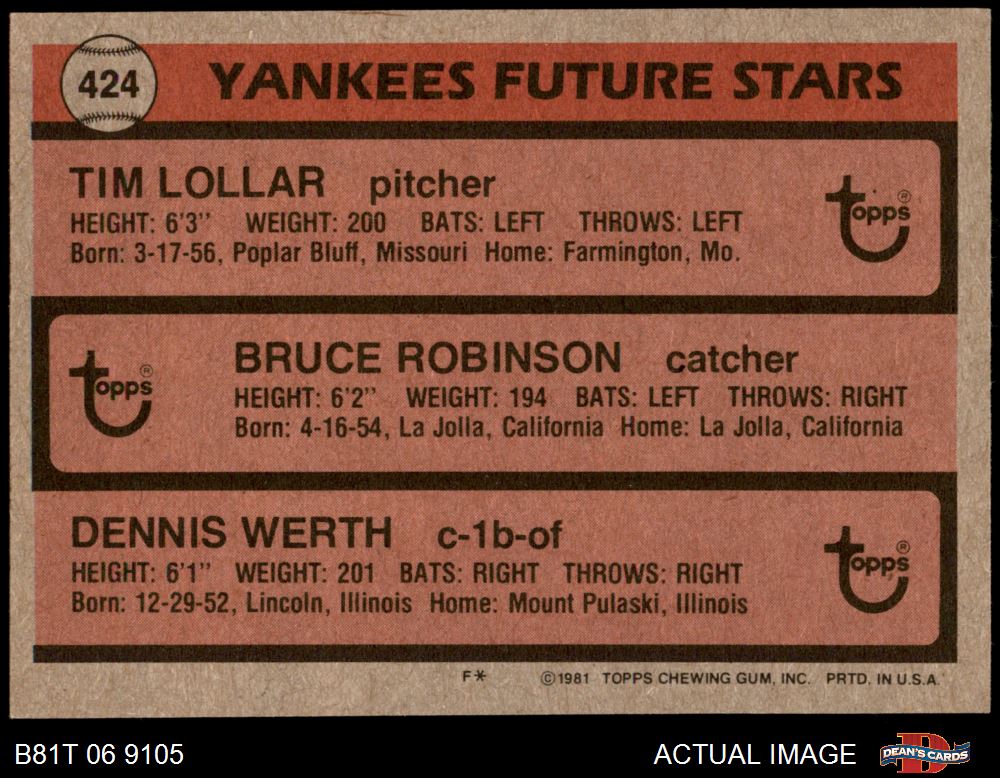 424 YANKEES FUTURE STARS
TIM LOLLAR pitcher
HEIGHT: 6'3" WEIGHT: 200 BATS: LEFT THROWS: LEFT
Born: 3-17-56, Poplar Bluff, Missouri Home: Farmington, Mo.
topps®
BRUCE ROBINSON catcher
HEIGHT: 6'2" WEIGHT: 194 BATS: LEFT THROWS: RIGHT
Born: 4-16-54, La Jolla, California Home: La Jolla, California
topps®
DENNIS WERTH c-1b-of
HEIGHT: 6'1" WEIGHT: 201 BATS: RIGHT THROWS: RIGHT
Born: 12-29-52, Lincoln, Illinois Home: Mount Pulaski, Illinois
topps®
F* ©1981 TOPPS CHEWING GUM, INC. PRTD. IN U.S.A.
B81T 06 9105 ACTUAL IMAGE D DEAN'S CARDS